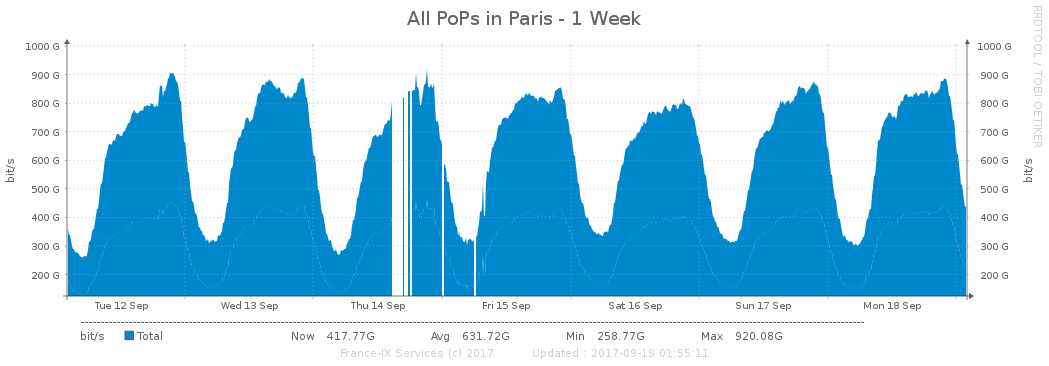 All PoPs in Paris - 1 Week
RRDTOOL / TOBI OETIKER
1000 G 1000 G
900 G 900 G
800 G 800 G
700 G 700 G
600 G 600 G
500 G 500 G
400 G 400 G
300 G 300 G
200 G 200 G
bit/s bit/s
Tue 12 Sep Wed 13 Sep Thu 14 Sep Fri 15 Sep Sat 16 Sep Sun 17 Sep Mon 18 Sep
bit/s Total Now 417.77G Avg 631.72G Min 258.77G Max 920.08G
France-IX Services (c) 2017 Updated : 2017-09-19 01:55:11